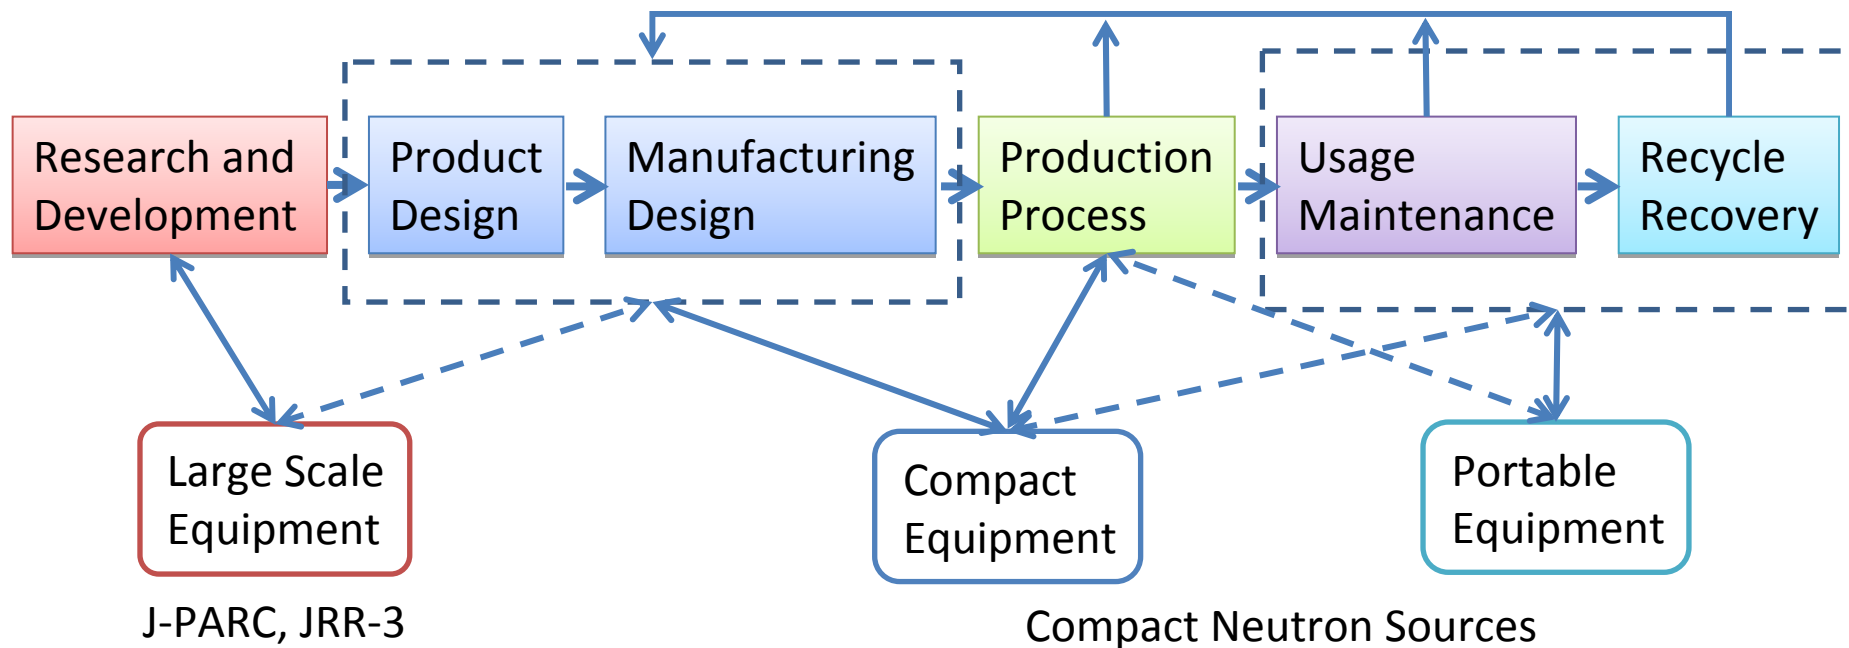 Research and
Development
Product
Design
Manufacturing
Design
Production
Process
Usage
Maintenance
Recycle
Recovery
Large Scale
Equipment
Compact
Equipment
Portable
Equipment
J-PARC, JRR-3
Compact Neutron Sources